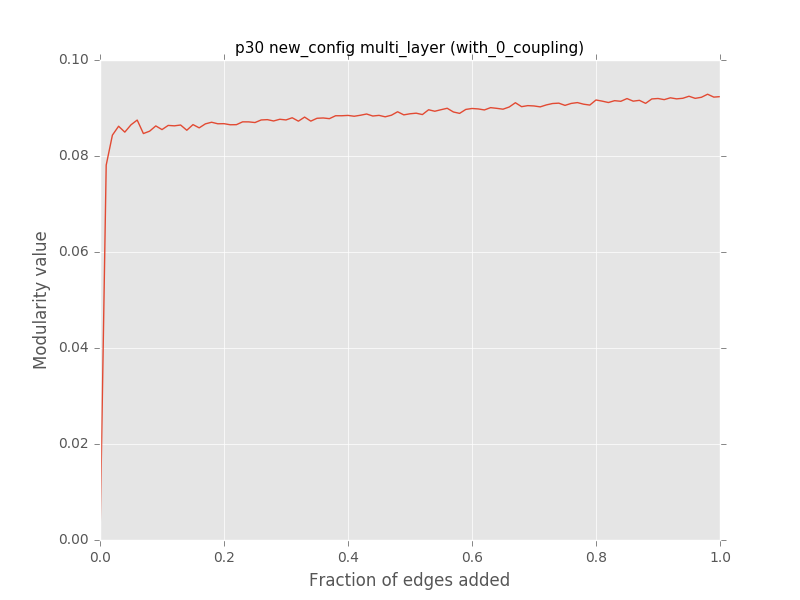 p30 new_config multi_layer (with_0_coupling)
0.10
0.08
0.06
0.04
0.02
0.00
Modularity value
0.0 0.2 0.4 0.6 0.8 1.0
Fraction of edges added